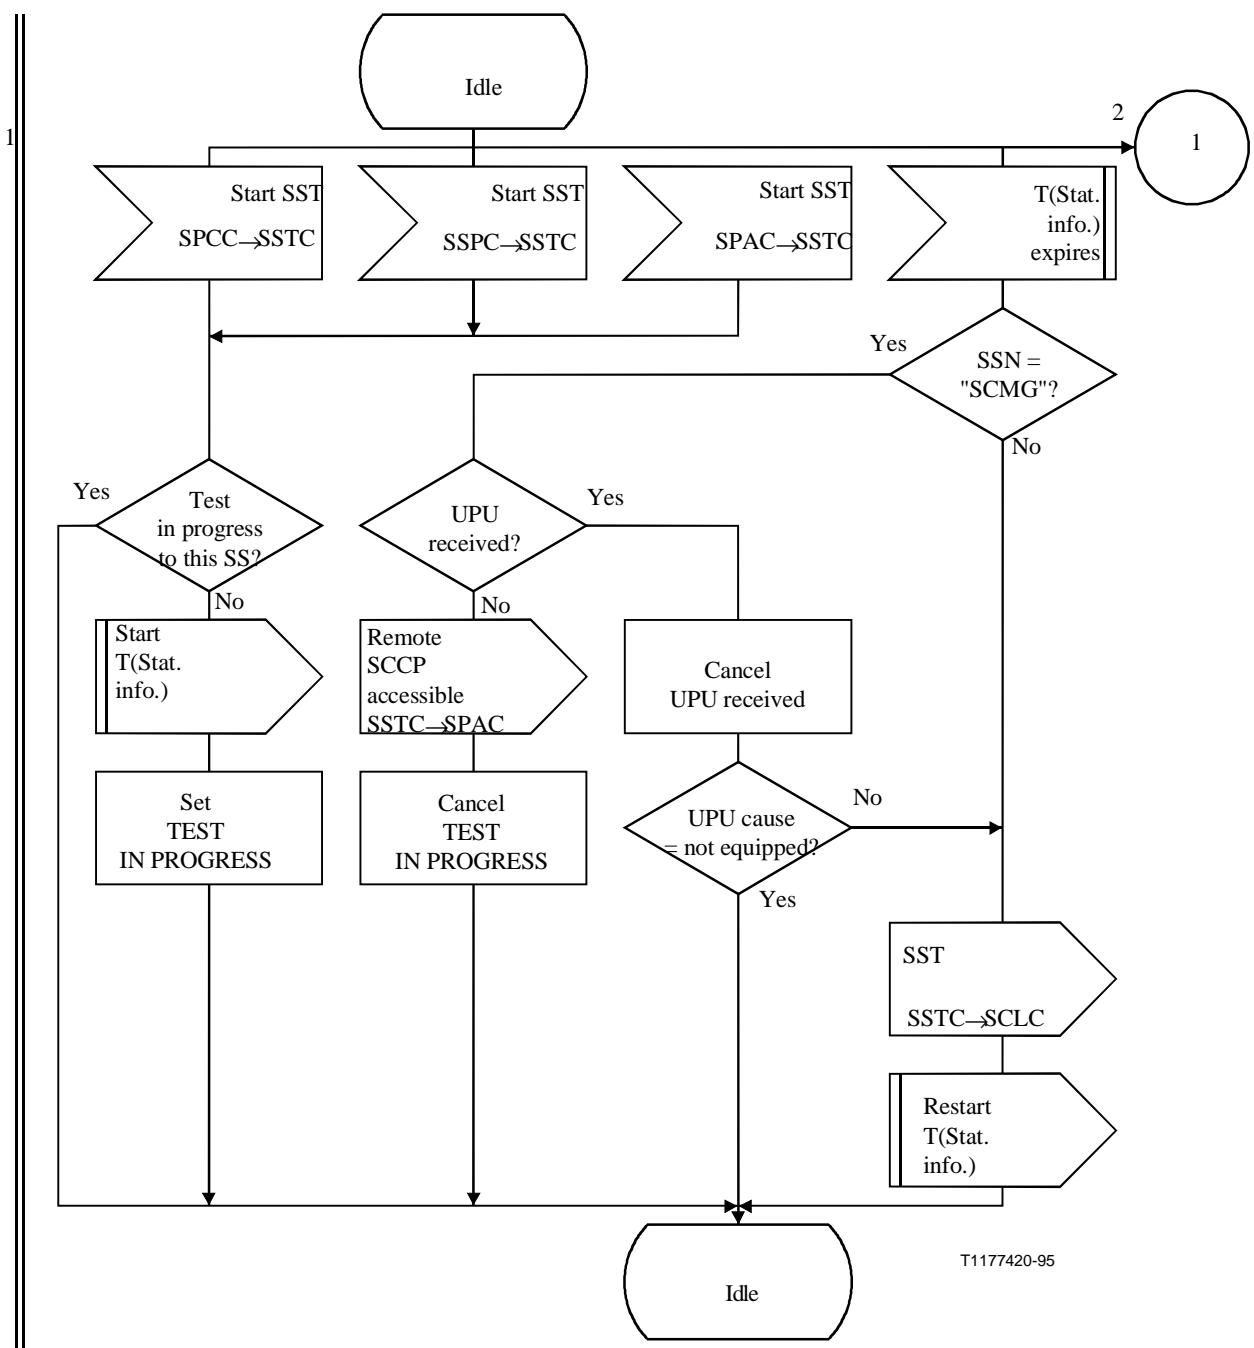 Idle
2
1
1
Start SST
SPCC→SSTC
Start SST
SSPC→SSTC
Start SST
SPAC→SSTC
T(Stat.
info.)
expires
Yes
SSN =
"SCMG"?
No
Yes
Test
in progress
to this SS?
No
UPU
received?
Yes
No
Start
T(Stat.
info.)
Remote
SCCP
accessible
SSTC→SPAC
Cancel
UPU received
Set
TEST
IN PROGRESS
Cancel
TEST
IN PROGRESS
UPU cause
= not equipped?
No
Yes
SST
SSTC→SCLC
Restart
T(Stat.
info.)
Idle
T1177420-95